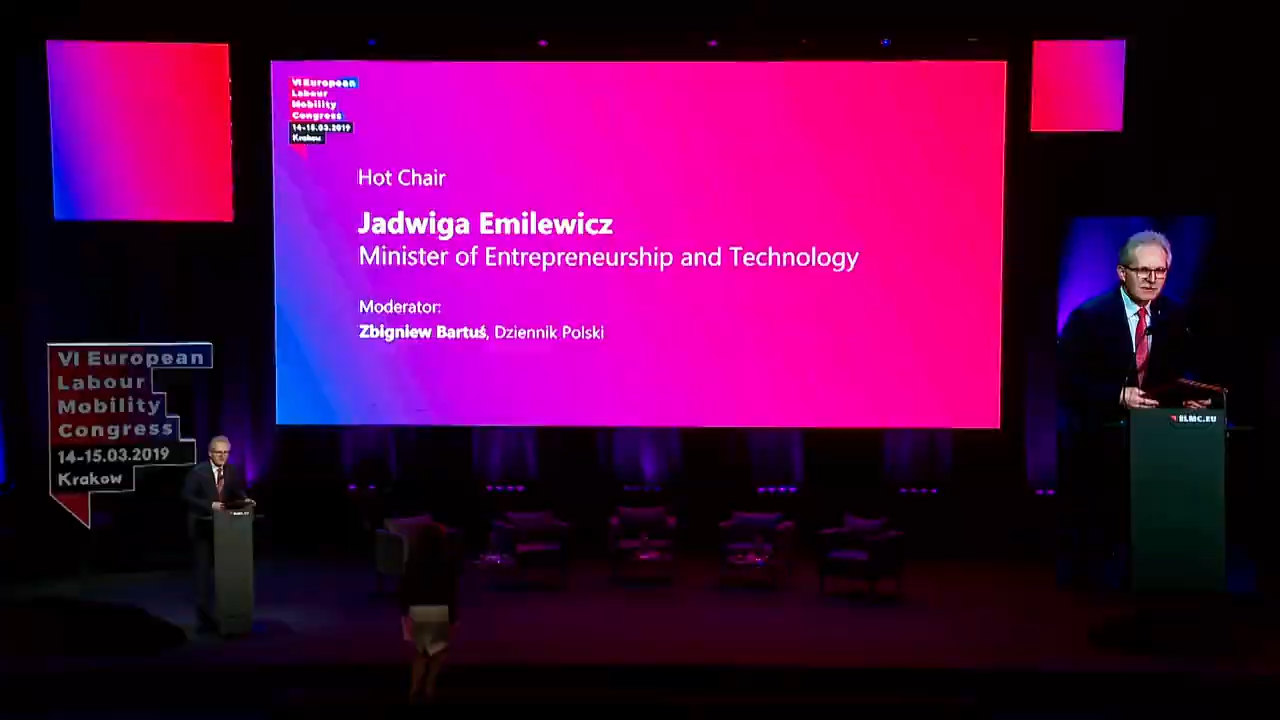 VI European
Labour
Mobility
Congress
14-15.03.2019
Krakow
Hot Chair
Jadwiga Emilewicz
Minister of Entrepreneurship and Technology
Moderator:
Zbigniew Bartuś, Dziennik Polski
VI European
Labour
Mobility
Congress
14-15.03.2019
Krakow
ELMC.EU